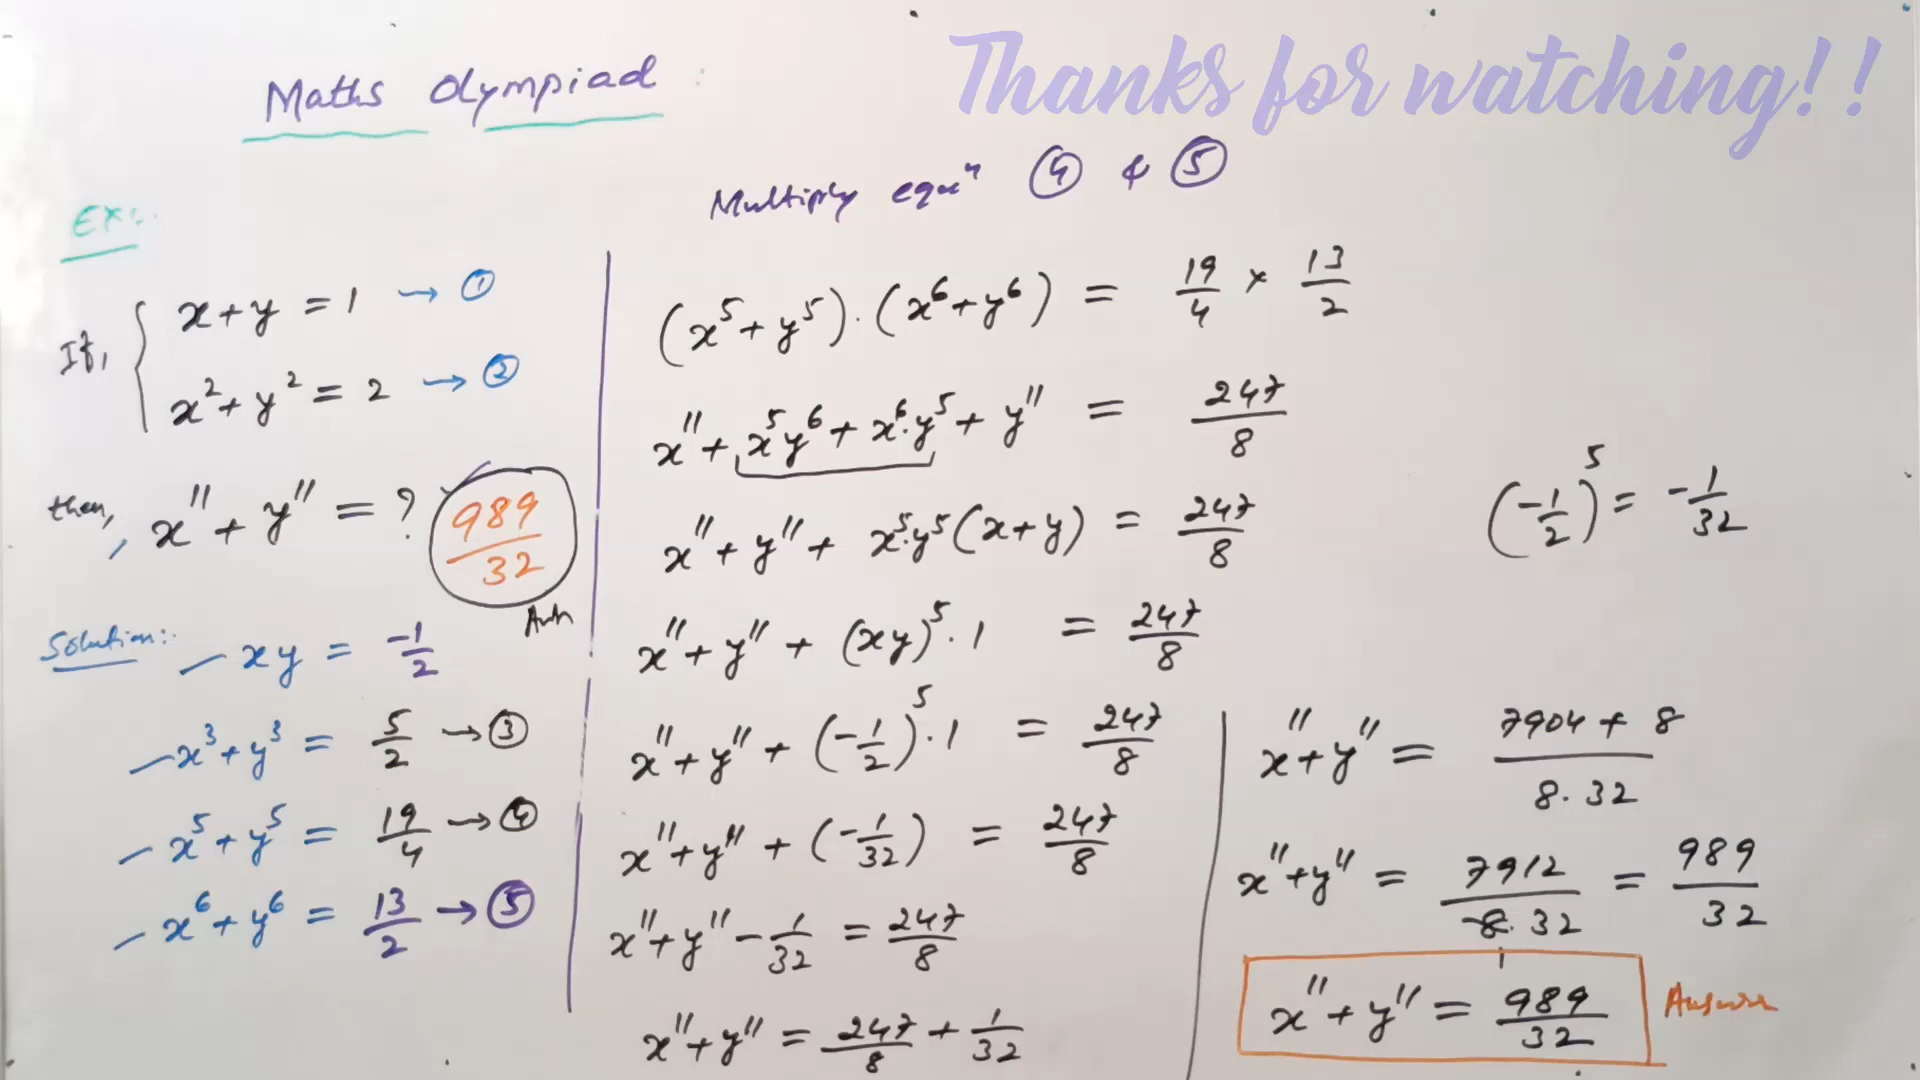 Thanks for watching!!
Maths Olympiad
Ex:-
If, { x+y = 1 → ①
x² + y² = 2 → ②
then, x¹¹ + y¹¹ = ? 989/32
Ans
Solution:-
xy = -1/2
x³+y³ = 5/2 → ③
x⁵+y⁵ = 19/4 → ④
x⁶+y⁶ = 13/2 → ⑤
Multiply equⁿ ④ & ⑤
(x⁵+y⁵).(x⁶+y⁶) = 19/4 × 13/2
x¹¹ + x⁵y⁶ + x⁶.y⁵ + y¹¹ = 247/8
x¹¹+y¹¹ + x⁵.y⁵(x+y) = 247/8
x¹¹+y¹¹ + (xy)⁵.1 = 247/8
x¹¹+y¹¹ + (-1/2)⁵.1 = 247/8
x¹¹+y¹¹ + (-1/32) = 247/8
x¹¹+y¹¹ - 1/32 = 247/8
x¹¹+y¹¹ = 247/8 + 1/32
(-1/2)⁵ = -1/32
x¹¹+y¹¹ = (7904 + 8)/(8.32)
x¹¹+y¹¹ = 7912/(8.32) = 989/32
x¹¹+y¹¹ = 989/32 Answer